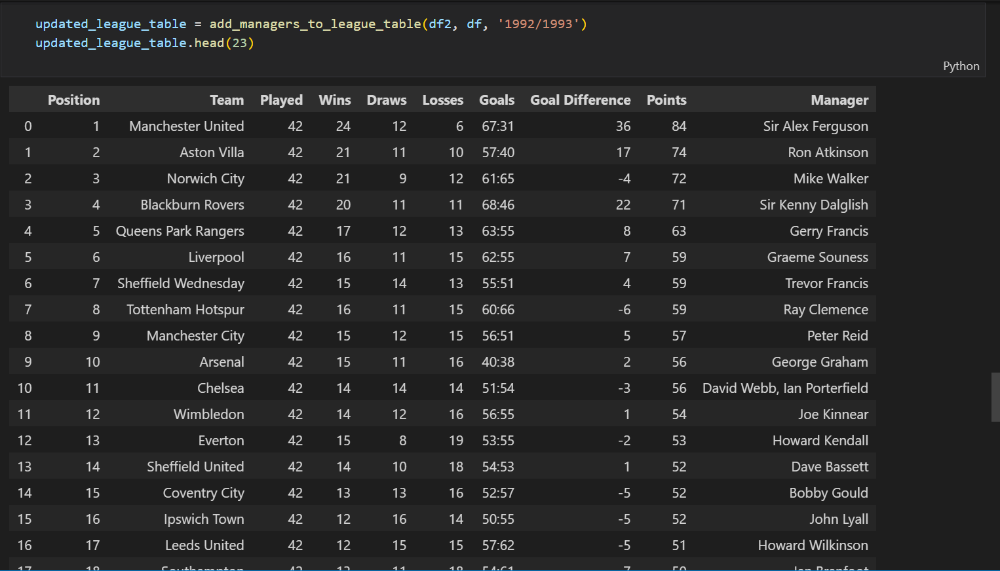 updated_league_table = add_managers_to_league_table(df2, df, '1992/1993')
updated_league_table.head(23)
Python
Position Team Played Wins Draws Losses Goals Goal Difference Points Manager
0 1 Manchester United 42 24 12 6 67:31 36 84 Sir Alex Ferguson
1 2 Aston Villa 42 21 11 10 57:40 17 74 Ron Atkinson
2 3 Norwich City 42 21 9 12 61:65 -4 72 Mike Walker
3 4 Blackburn Rovers 42 20 11 11 68:46 22 71 Sir Kenny Dalglish
4 5 Queens Park Rangers 42 17 12 13 63:55 8 63 Gerry Francis
5 6 Liverpool 42 16 11 15 62:55 7 59 Graeme Souness
6 7 Sheffield Wednesday 42 15 14 13 55:51 4 59 Trevor Francis
7 8 Tottenham Hotspur 42 16 11 15 60:66 -6 59 Ray Clemence
8 9 Manchester City 42 15 12 15 56:51 5 57 Peter Reid
9 10 Arsenal 42 15 11 16 40:38 2 56 George Graham
10 11 Chelsea 42 14 14 14 51:54 -3 56 David Webb, Ian Porterfield
11 12 Wimbledon 42 14 12 16 56:55 1 54 Joe Kinnear
12 13 Everton 42 15 8 19 53:55 -2 53 Howard Kendall
13 14 Sheffield United 42 14 10 18 54:53 1 52 Dave Bassett
14 15 Coventry City 42 13 13 16 52:57 -5 52 Bobby Gould
15 16 Ipswich Town 42 12 16 14 50:55 -5 52 John Lyall
16 17 Leeds United 42 12 15 15 57:62 -5 51 Howard Wilkinson
17 18 Southampton 42 13 11 18 54:61